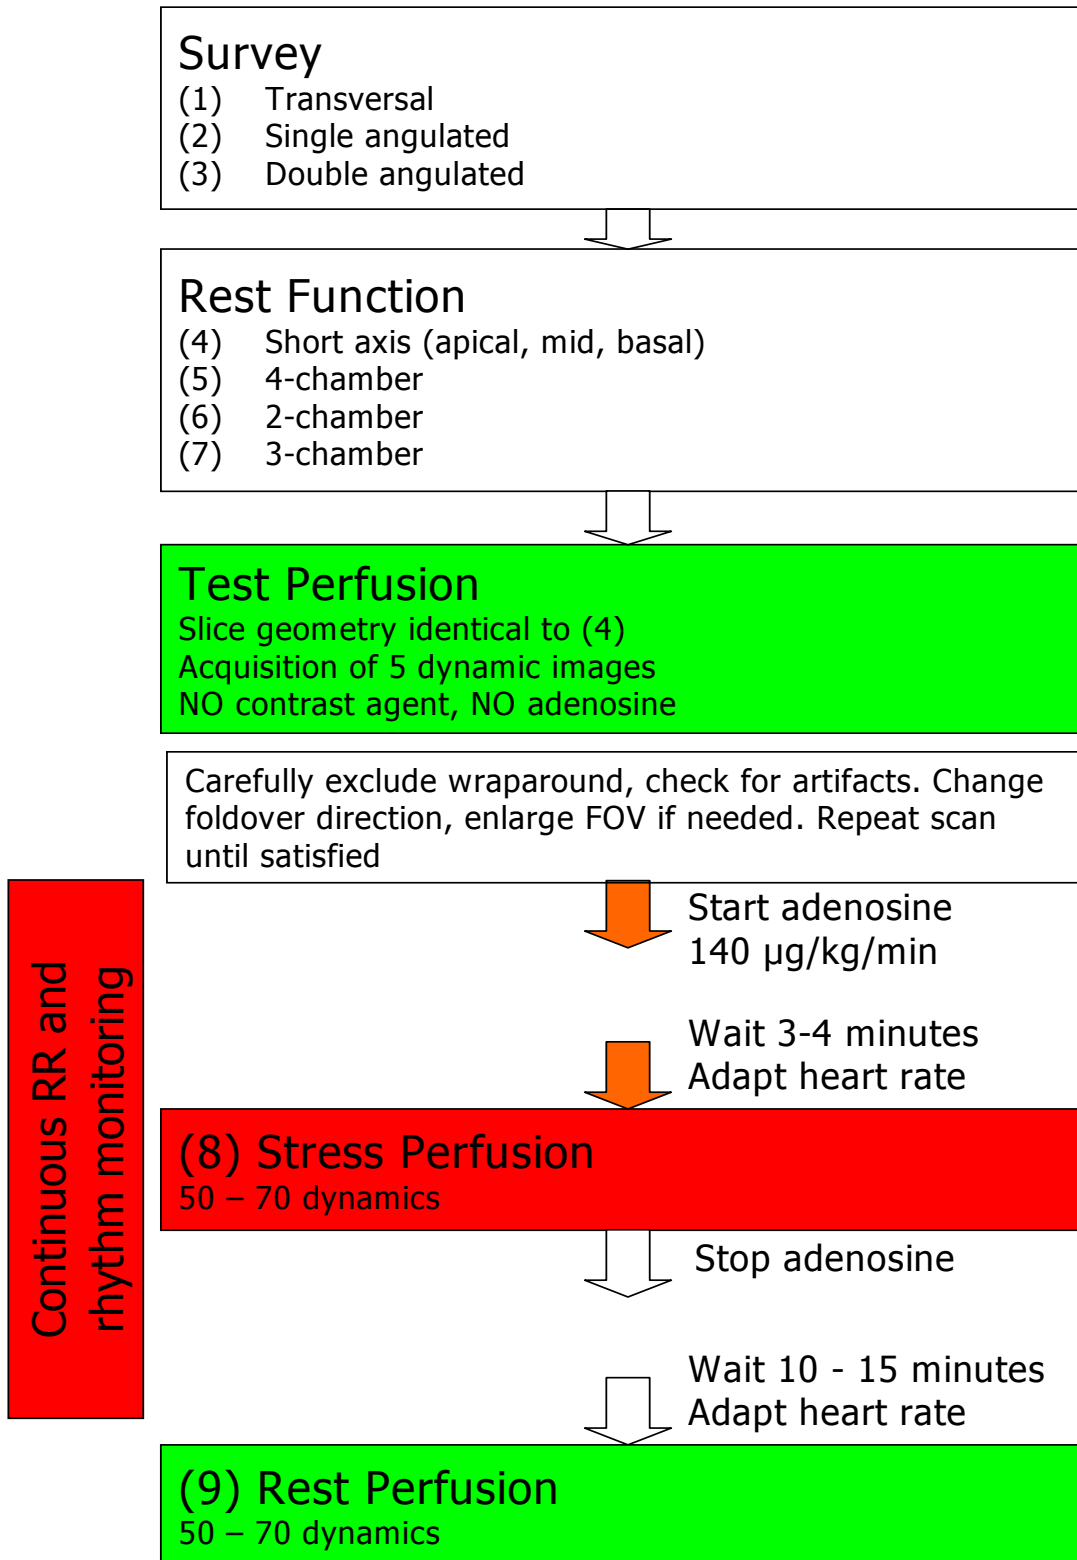 Survey
(1) Transversal
(2) Single angulated
(3) Double angulated
Rest Function
(4) Short axis (apical, mid, basal)
(5) 4-chamber
(6) 2-chamber
(7) 3-chamber
Test Perfusion
Slice geometry identical to (4)
Acquisition of 5 dynamic images
NO contrast agent, NO adenosine
Carefully exclude wraparound, check for artifacts. Change
foldover direction, enlarge FOV if needed. Repeat scan
until satisfied
Continuous RR and
rhythm monitoring
Start adenosine
140 µg/kg/min
Wait 3-4 minutes
Adapt heart rate
(8) Stress Perfusion
50 – 70 dynamics
Stop adenosine
Wait 10 - 15 minutes
Adapt heart rate
(9) Rest Perfusion
50 – 70 dynamics